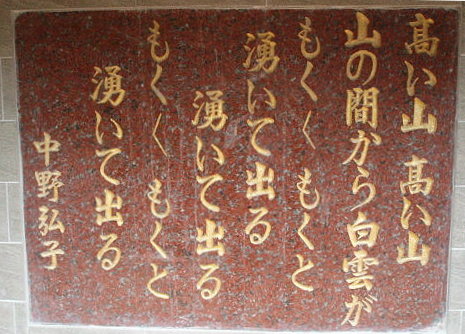 高い山 高い山
山の間から白雲が
もくく もくと
湧いて出る
湧いて出る
もくく もくと
湧いて出る
中野弘子